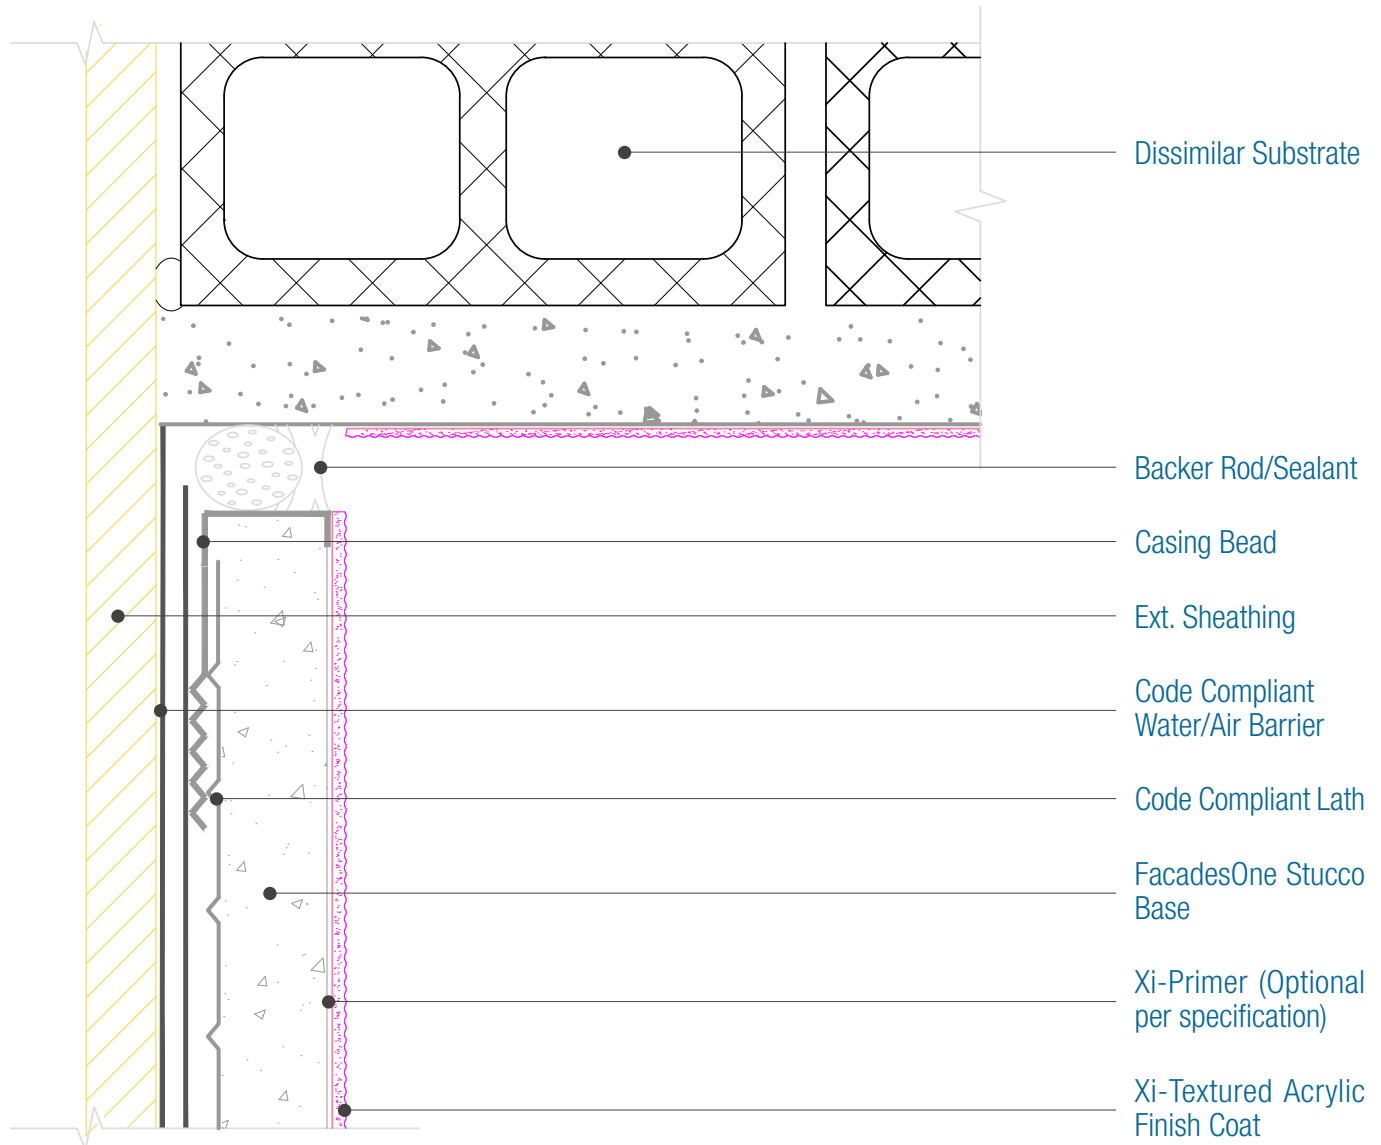 Dissimilar Substrate
Backer Rod/Sealant
Casing Bead
Ext. Sheathing
Code Compliant
Water/Air Barrier
Code Compliant Lath
FacadesOne Stucco
Base
Xi-Primer (Optional
per specification)
Xi-Textured Acrylic
Finish Coat